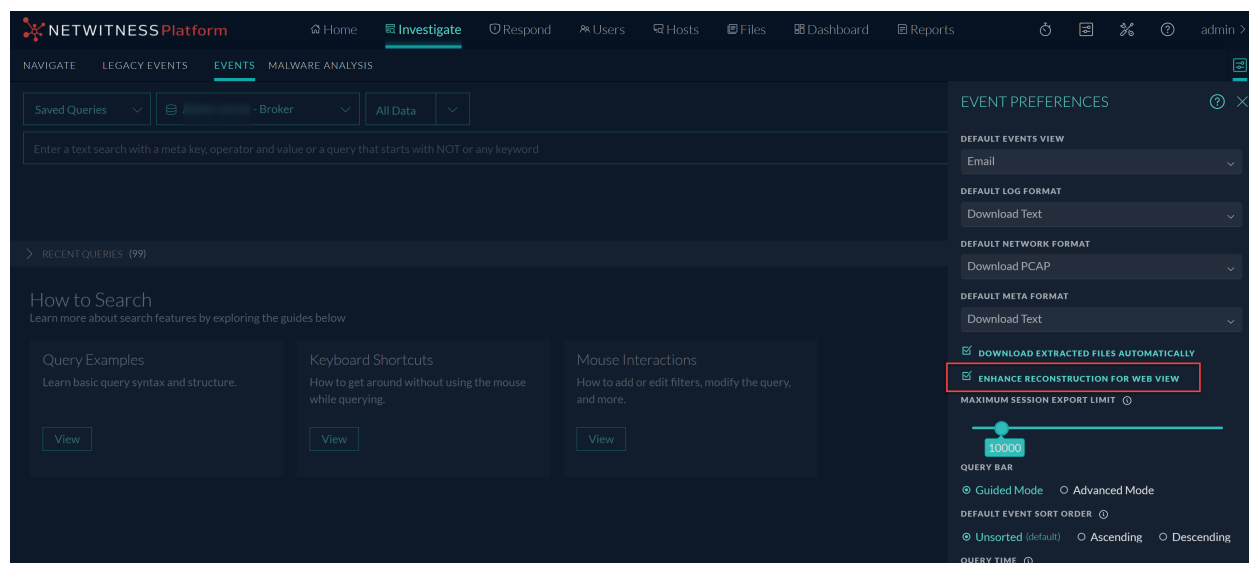 NETWITNESS Platform Home Investigate Respond Users Hosts Files Dashboard Reports admin >
NAVIGATE LEGACY EVENTS EVENTS MALWARE ANALYSIS
Saved Queries - Broker All Data
Enter a text search with a meta key, operator and value or a query that starts with NOT or any keyword
RECENT QUERIES (99)
How to Search
Learn more about search features by exploring the guides below
Query Examples
Learn basic query syntax and structure.
View
Keyboard Shortcuts
How to get around without using the mouse
while querying.
View
Mouse Interactions
How to add or edit filters, modify the query,
and more.
View
EVENT PREFERENCES
DEFAULT EVENTS VIEW
Email
DEFAULT LOG FORMAT
Download Text
DEFAULT NETWORK FORMAT
Download PCAP
DEFAULT META FORMAT
Download Text
DOWNLOAD EXTRACTED FILES AUTOMATICALLY
ENHANCE RECONSTRUCTION FOR WEB VIEW
MAXIMUM SESSION EXPORT LIMIT
10000
QUERY BAR
Guided Mode Advanced Mode
DEFAULT EVENT SORT ORDER
Unsorted (default) Ascending Descending
QUERY TIME